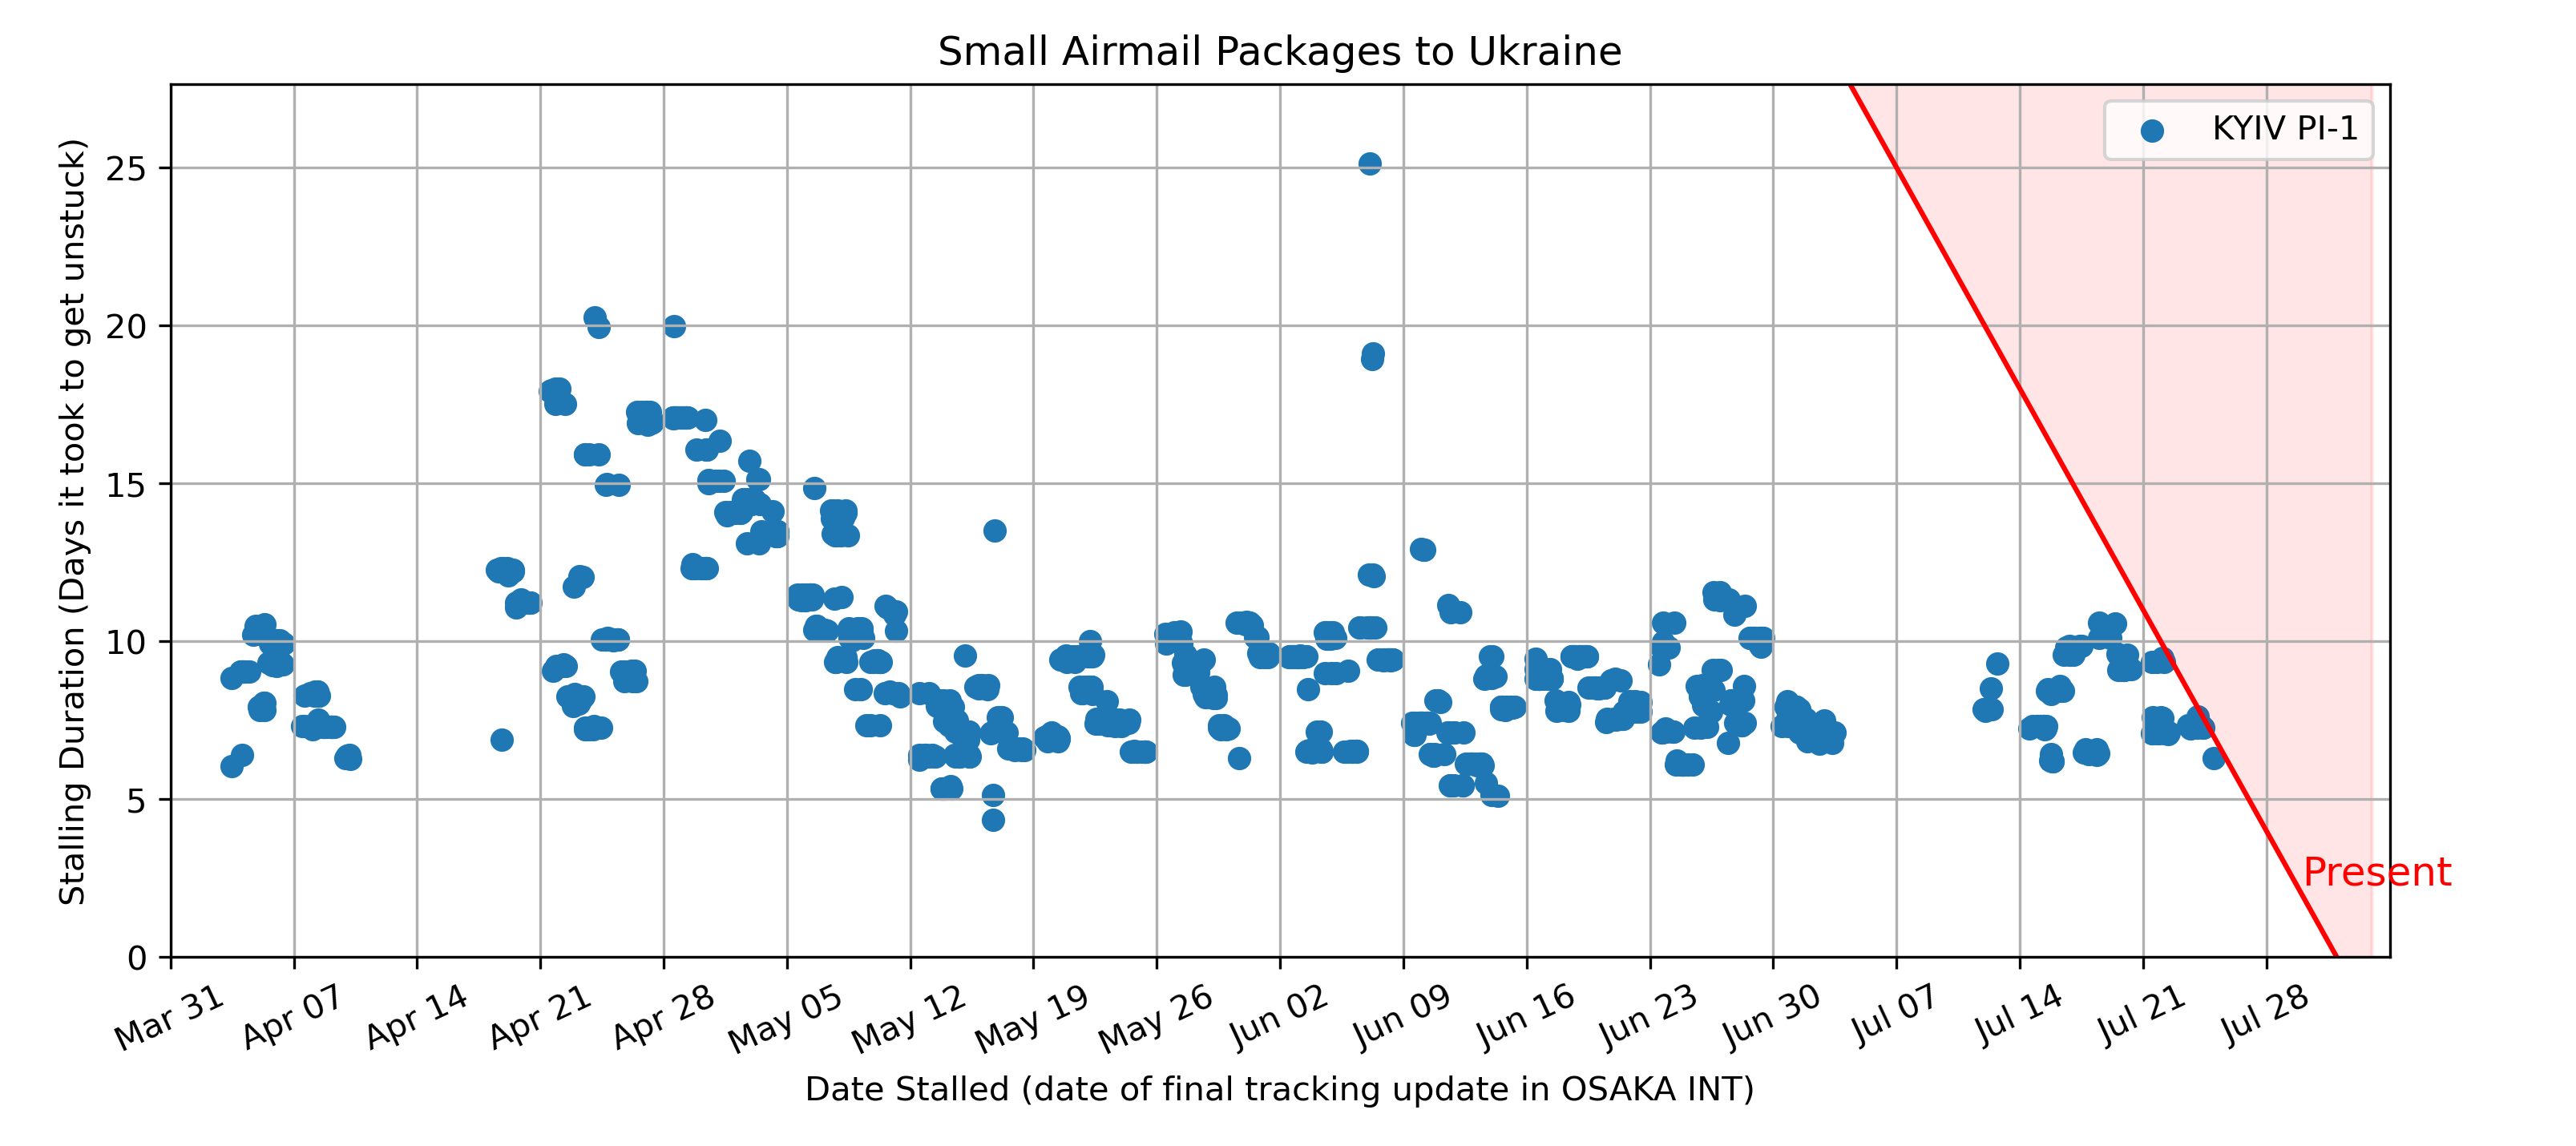 Small Airmail Packages to Ukraine
KYIV PI-1
Stalling Duration (Days it took to get unstuck)
25
20
15
10
5
0
Present
Mar 31
Apr 07
Apr 14
Apr 21
Apr 28
May 05
May 12
May 19
May 26
Jun 02
Jun 09
Jun 16
Jun 23
Jun 30
Jul 07
Jul 14
Jul 21
Jul 28
Date Stalled (date of final tracking update in OSAKA INT)